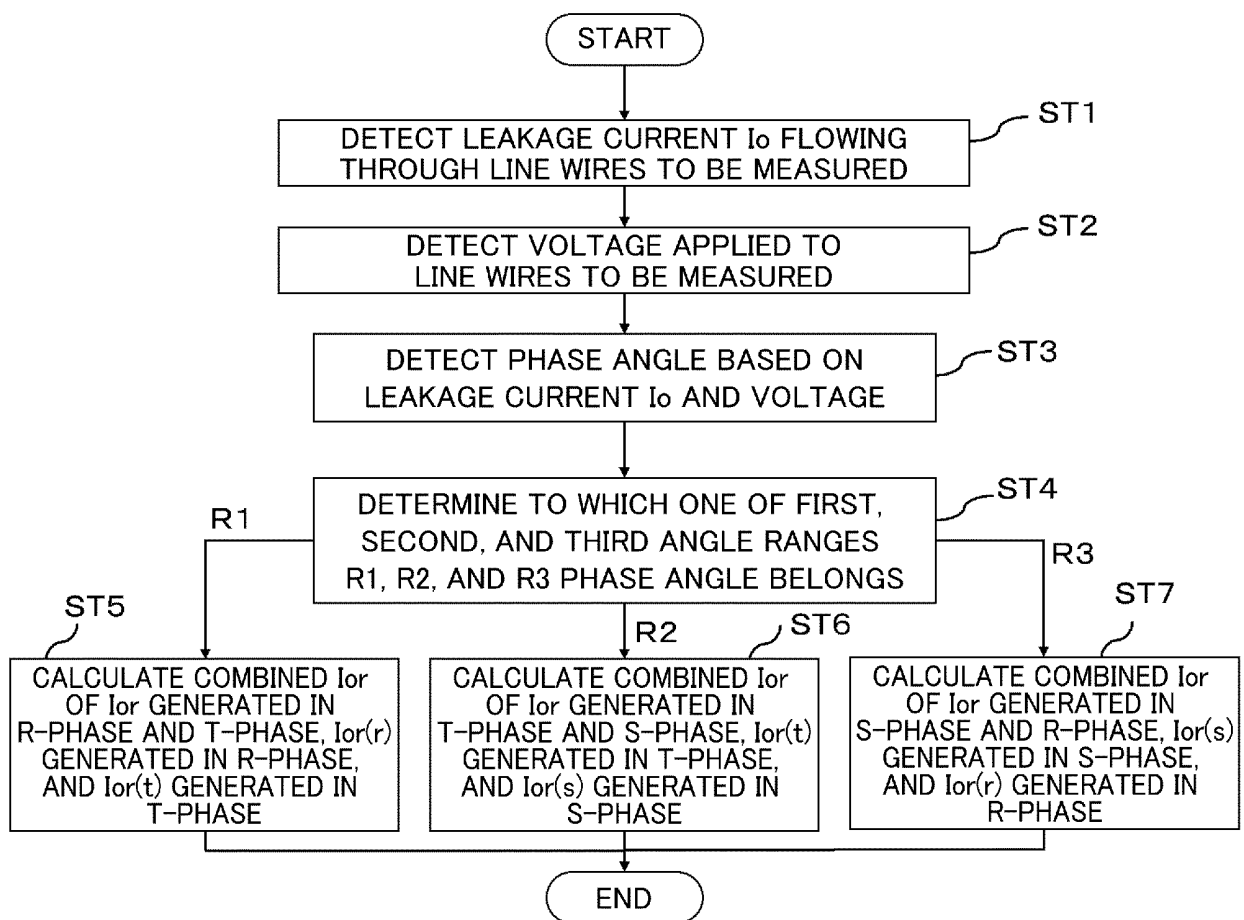 START
ST1
DETECT LEAKAGE CURRENT Io FLOWING
THROUGH LINE WIRES TO BE MEASURED
ST2
DETECT VOLTAGE APPLIED TO
LINE WIRES TO BE MEASURED
ST3
DETECT PHASE ANGLE BASED ON
LEAKAGE CURRENT Io AND VOLTAGE
ST4
DETERMINE TO WHICH ONE OF FIRST,
SECOND, AND THIRD ANGLE RANGES
R1, R2, AND R3 PHASE ANGLE BELONGS
R1
R2
R3
ST5
CALCULATE COMBINED Ior
OF Ior GENERATED IN
R-PHASE AND T-PHASE, Ior(r)
GENERATED IN R-PHASE,
AND Ior(t) GENERATED IN
T-PHASE
ST6
CALCULATE COMBINED Ior
OF Ior GENERATED IN
T-PHASE AND S-PHASE, Ior(t)
GENERATED IN T-PHASE,
AND Ior(s) GENERATED IN
S-PHASE
ST7
CALCULATE COMBINED Ior
OF Ior GENERATED IN
S-PHASE AND R-PHASE, Ior(s)
GENERATED IN S-PHASE,
AND Ior(r) GENERATED IN
R-PHASE
END